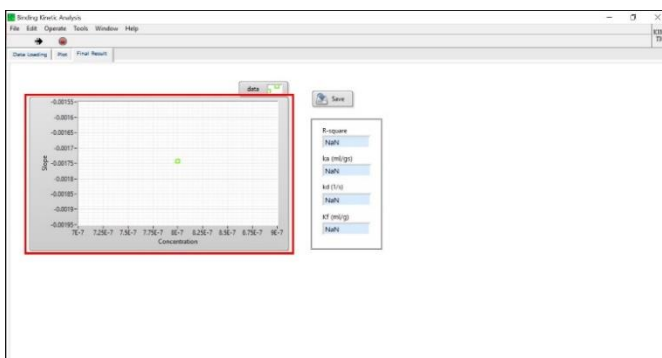 Binding Kinetic Analysis
File Edit Operate Tools Window Help
Data Loading Plot Final Result
data
Save
-0.00155
-0.0016
-0.00165
-0.0017
-0.00175
-0.0018
-0.00185
-0.0019
-0.00195
Slope
7E-7 7.25E-7 7.5E-7 7.75E-7 8E-7 8.25E-7 8.5E-7 8.75E-7 9E-7
Concentration
R-square
NaN
ka (ml/gs)
NaN
kd (1/s)
NaN
Kf (ml/g)
NaN